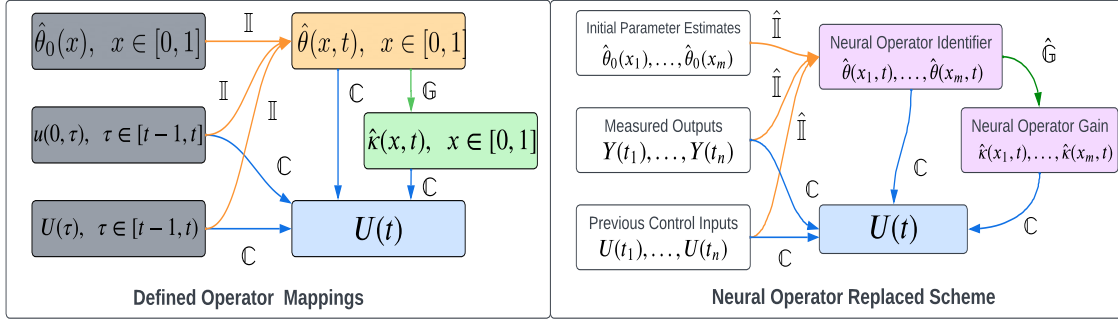 θ̂₀(x), x ∈ [0, 1]
𝕀
θ̂(x, t), x ∈ [0, 1]
𝕀
𝕀
ℂ
𝔾
u(0, τ), τ ∈ [t − 1, t]
κ̂(x, t), x ∈ [0, 1]
ℂ
ℂ
U(τ), τ ∈ [t − 1, t)
ℂ
U(t)
Defined Operator Mappings
Initial Parameter Estimates
θ̂₀(x₁), . . . , θ̂₀(xₘ)
𝕀̂
Neural Operator Identifier
θ̂(x₁, t), . . . , θ̂(xₘ, t)
𝔾̂
𝕀̂
𝕀̂
Measured Outputs
Y(t₁), . . . , Y(tₙ)
Neural Operator Gain
κ̂(x₁, t), . . . , κ̂(xₘ, t)
ℂ
ℂ
Previous Control Inputs
U(t₁), . . . , U(tₙ)
ℂ
U(t)
ℂ
Neural Operator Replaced Scheme